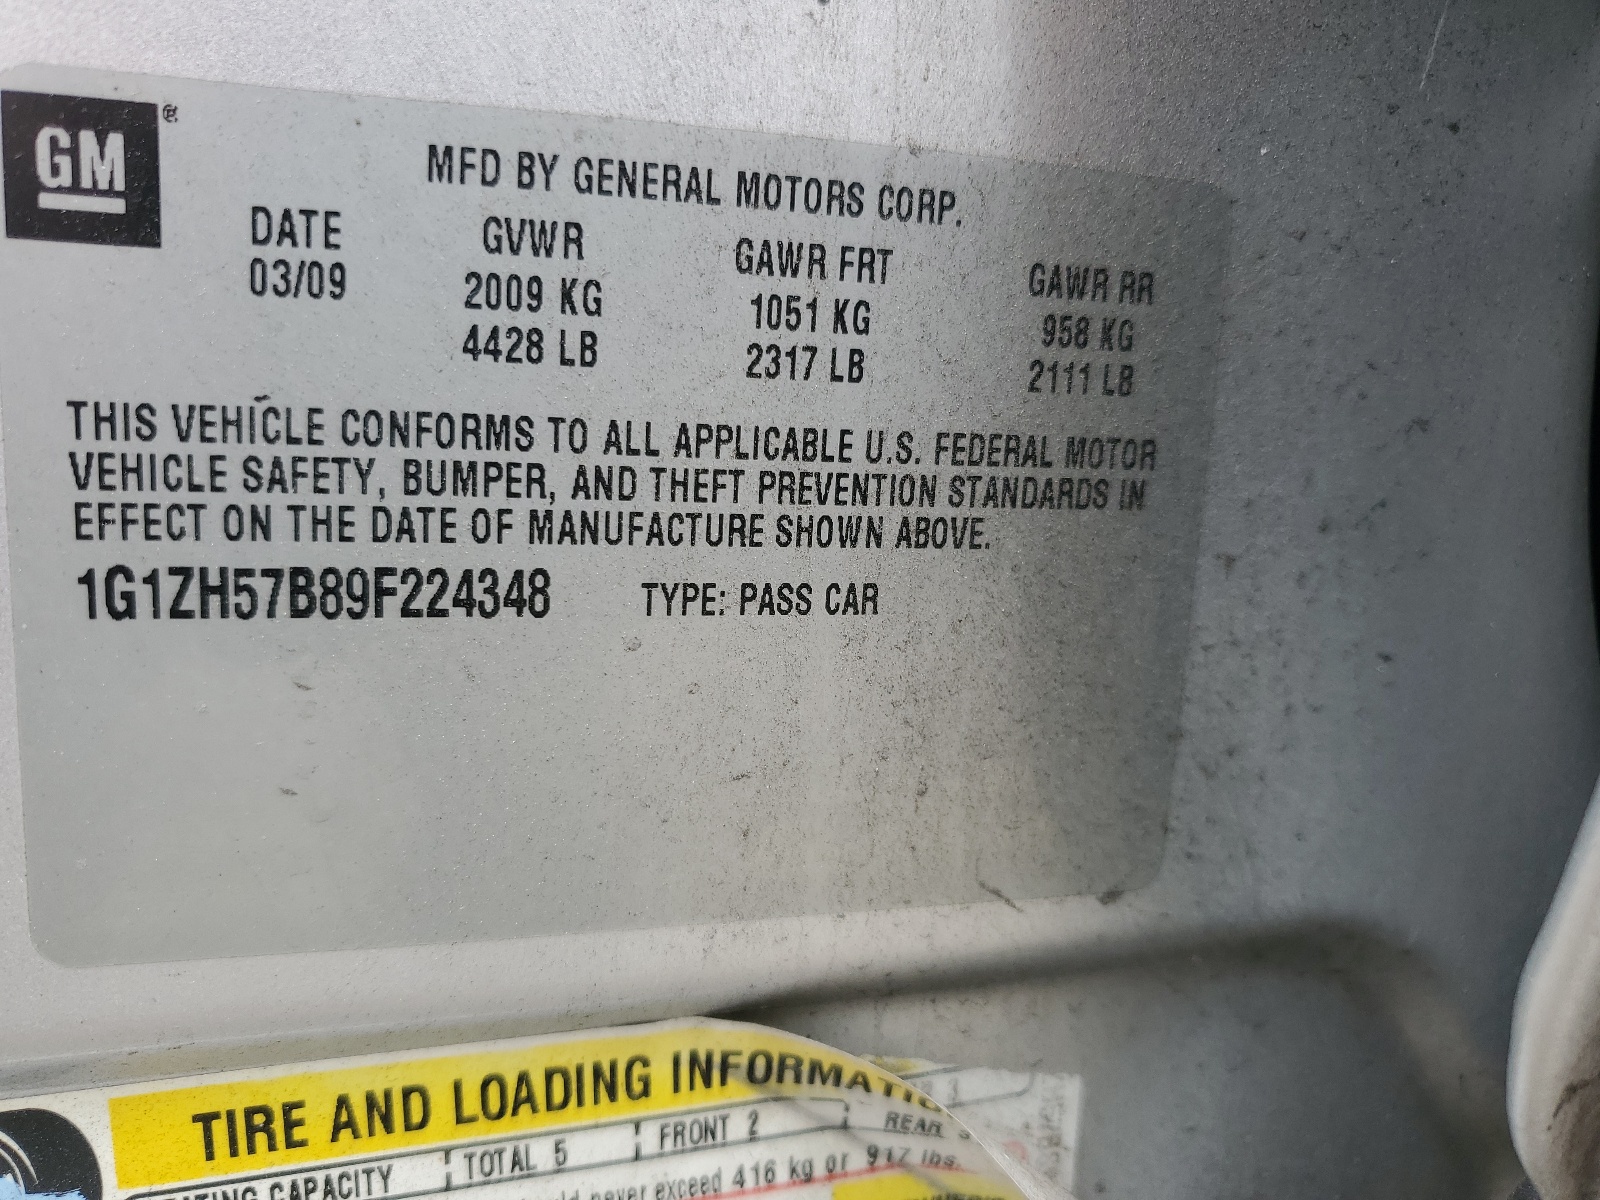 GM®
MFD BY GENERAL MOTORS CORP.
DATE GVWR GAWR FRT GAWR RR
03/09 2009 KG 1051 KG 958 KG
4428 LB 2317 LB 2111 LB
THIS VEHICLE CONFORMS TO ALL APPLICABLE U.S. FEDERAL MOTOR
VEHICLE SAFETY, BUMPER, AND THEFT PREVENTION STANDARDS IN
EFFECT ON THE DATE OF MANUFACTURE SHOWN ABOVE.
1G1ZH57B89F224348 TYPE: PASS CAR
TIRE AND LOADING INFORMATIO
CAPACITY TOTAL 5 FRONT 2 REAR 3
never exceed 416 kg or 917 lbs.